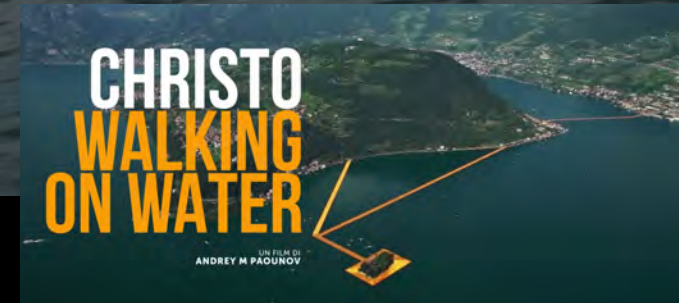 CHRISTO
WALKING
ON WATER
UN FILM DI
ANDREY M PAOUNOV